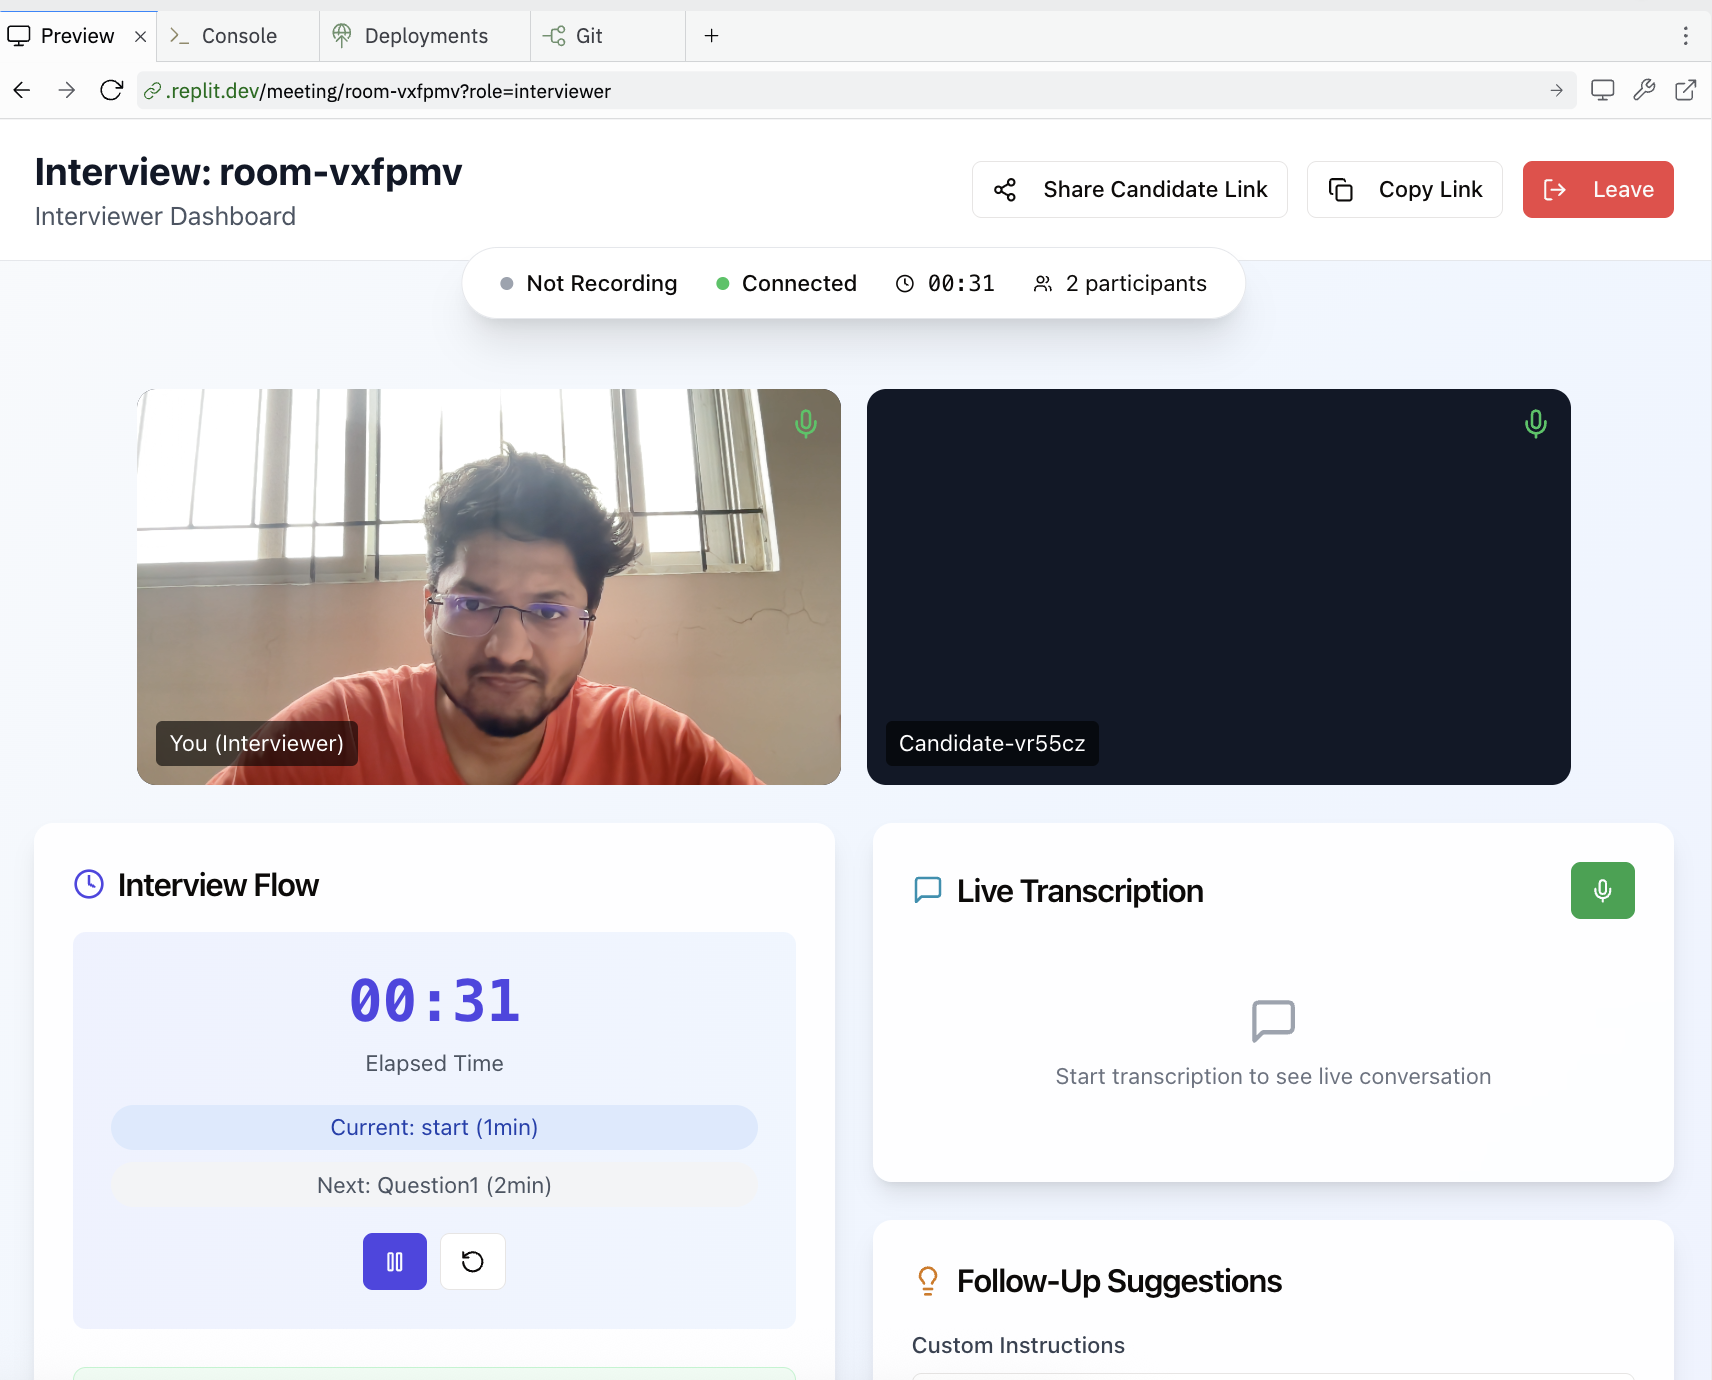 Preview
Console
Deployments
Git
.replit.dev/meeting/room-vxfpmv?role=interviewer
Interview: room-vxfpmv
Interviewer Dashboard
Share Candidate Link
Copy Link
Leave
Not Recording
Connected
00:31
2 participants
You (Interviewer)
Candidate-vr55cz
Interview Flow
00:31
Elapsed Time
Current: start (1min)
Next: Question1 (2min)
Live Transcription
Start transcription to see live conversation
Follow-Up Suggestions
Custom Instructions